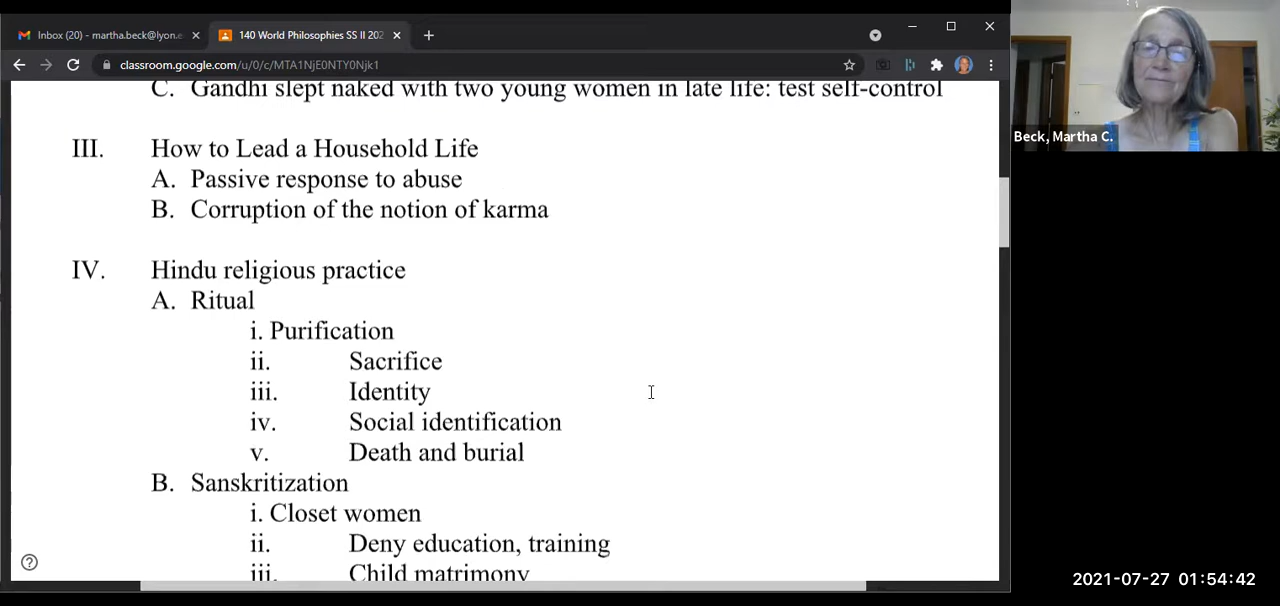 Inbox (20) - martha.beck@lyon.e
140 World Philosophies SS II 202
classroom.google.com/u/0/c/MTA1NjE0NTY0Njk1
C. Gandhi slept naked with two young women in late life: test self-control
Beck, Martha C.
III. How to Lead a Household Life
A. Passive response to abuse
B. Corruption of the notion of karma
IV. Hindu religious practice
A. Ritual
i. Purification
ii. Sacrifice
iii. Identity
iv. Social identification
v. Death and burial
B. Sanskritization
i. Closet women
ii. Deny education, training
iii. Child matrimony
2021-07-27 01:54:42